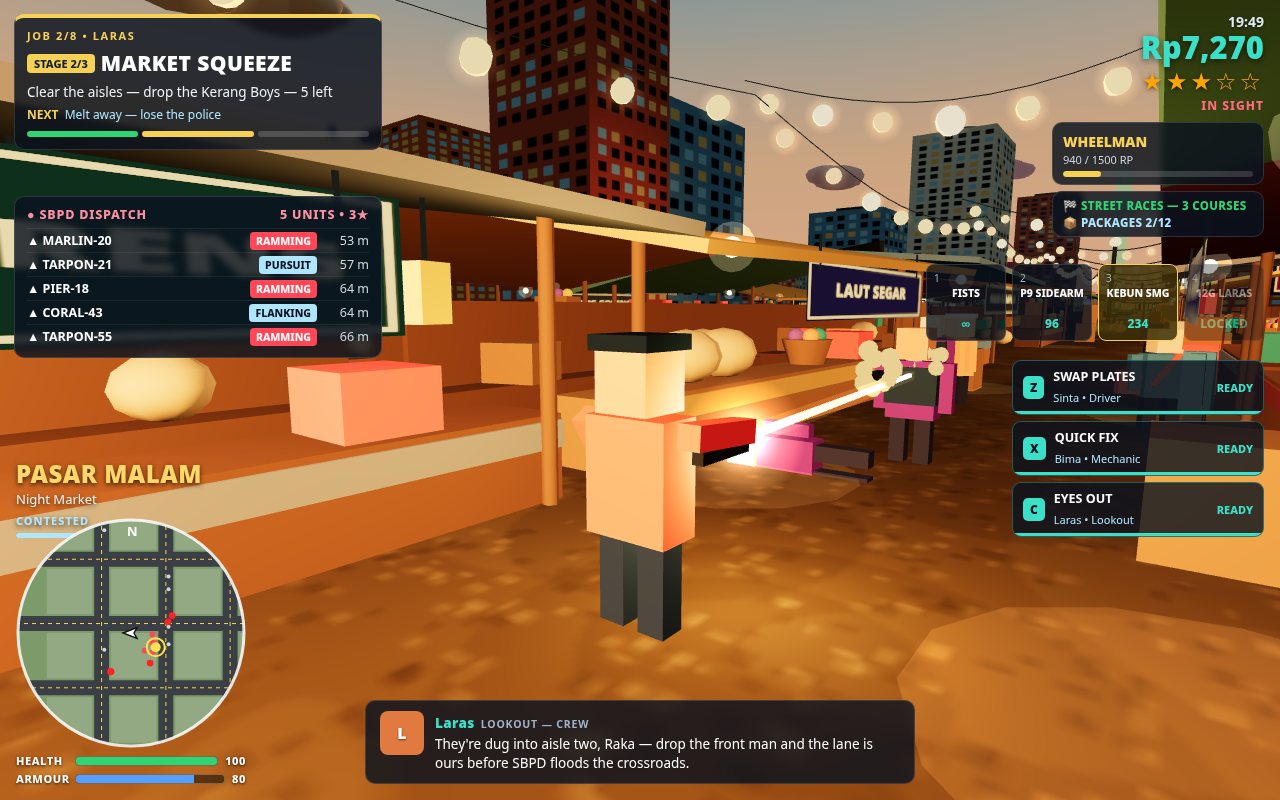 JOB 2/8 • LARAS
STAGE 2/3 MARKET SQUEEZE
Clear the aisles — drop the Kerang Boys — 5 left
NEXT Melt away — lose the police
● SBPD DISPATCH 5 UNITS • 3★
▲ MARLIN-20 RAMMING 53 m
▲ TARPON-21 PURSUIT 57 m
▲ PIER-18 RAMMING 64 m
▲ CORAL-43 FLANKING 64 m
▲ TARPON-55 RAMMING 66 m
19:49
Rp7,270
★★★☆☆
IN SIGHT
WHEELMAN
940 / 1500 RP
🏁 STREET RACES — 3 COURSES
📦 PACKAGES 2/12
LAUT SEGAR
1 FISTS ∞
2 P9 SIDEARM 96
3 KEBUN SMG 234
4 12G LARAS LOCKED
Z SWAP PLATES READY
Sinta • Driver
X QUICK FIX READY
Bima • Mechanic
C EYES OUT READY
Laras • Lookout
PASAR MALAM
Night Market
CONTESTED
N
HEALTH 100
ARMOUR 80
L
Laras LOOKOUT — CREW
They're dug into aisle two, Raka — drop the front man and the lane is
ours before SBPD floods the crossroads.